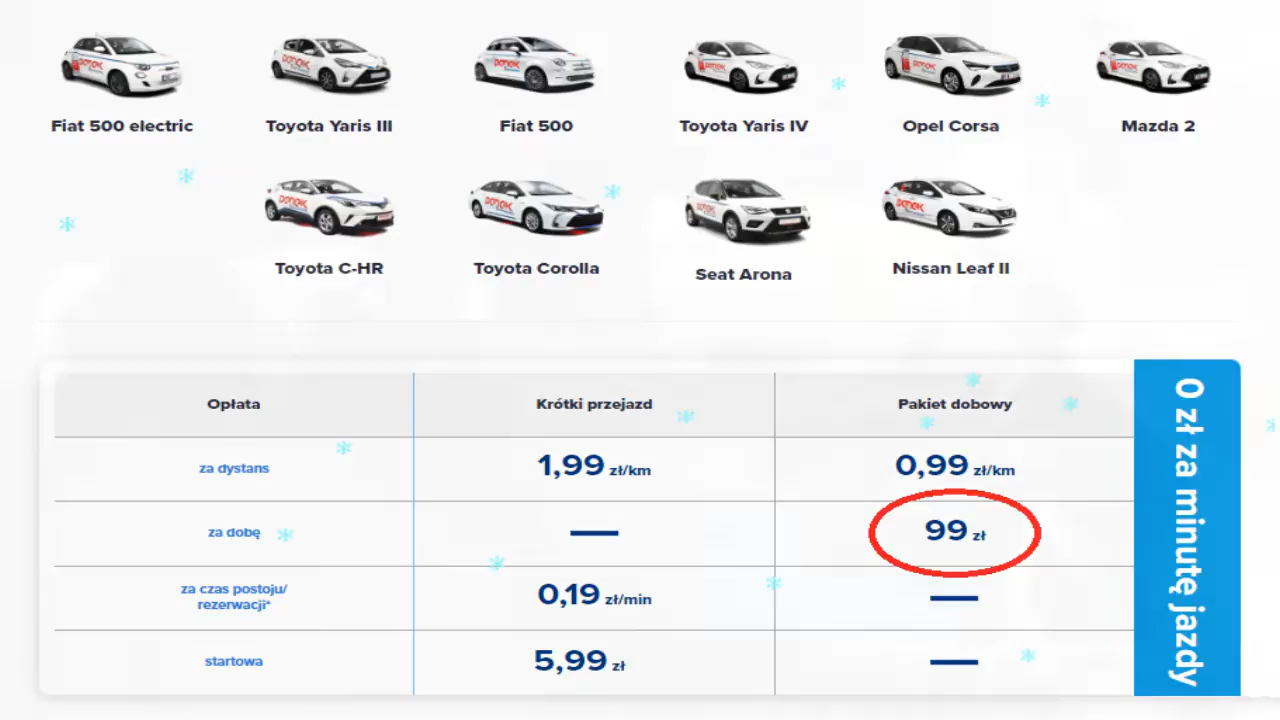 Fiat 500 electric
Toyota Yaris III
Fiat 500
Toyota Yaris IV
Opel Corsa
Mazda 2
Toyota C-HR
Toyota Corolla
Seat Arona
Nissan Leaf II
Opłata
Krótki przejazd
Pakiet dobowy
za dystans
1,99 zł/km
0,99 zł/km
za dobę
—
99 zł
za czas postoju/
rezerwacji*
0,19 zł/min
—
startowa
5,99 zł
—
0 zł za minutę jazdy